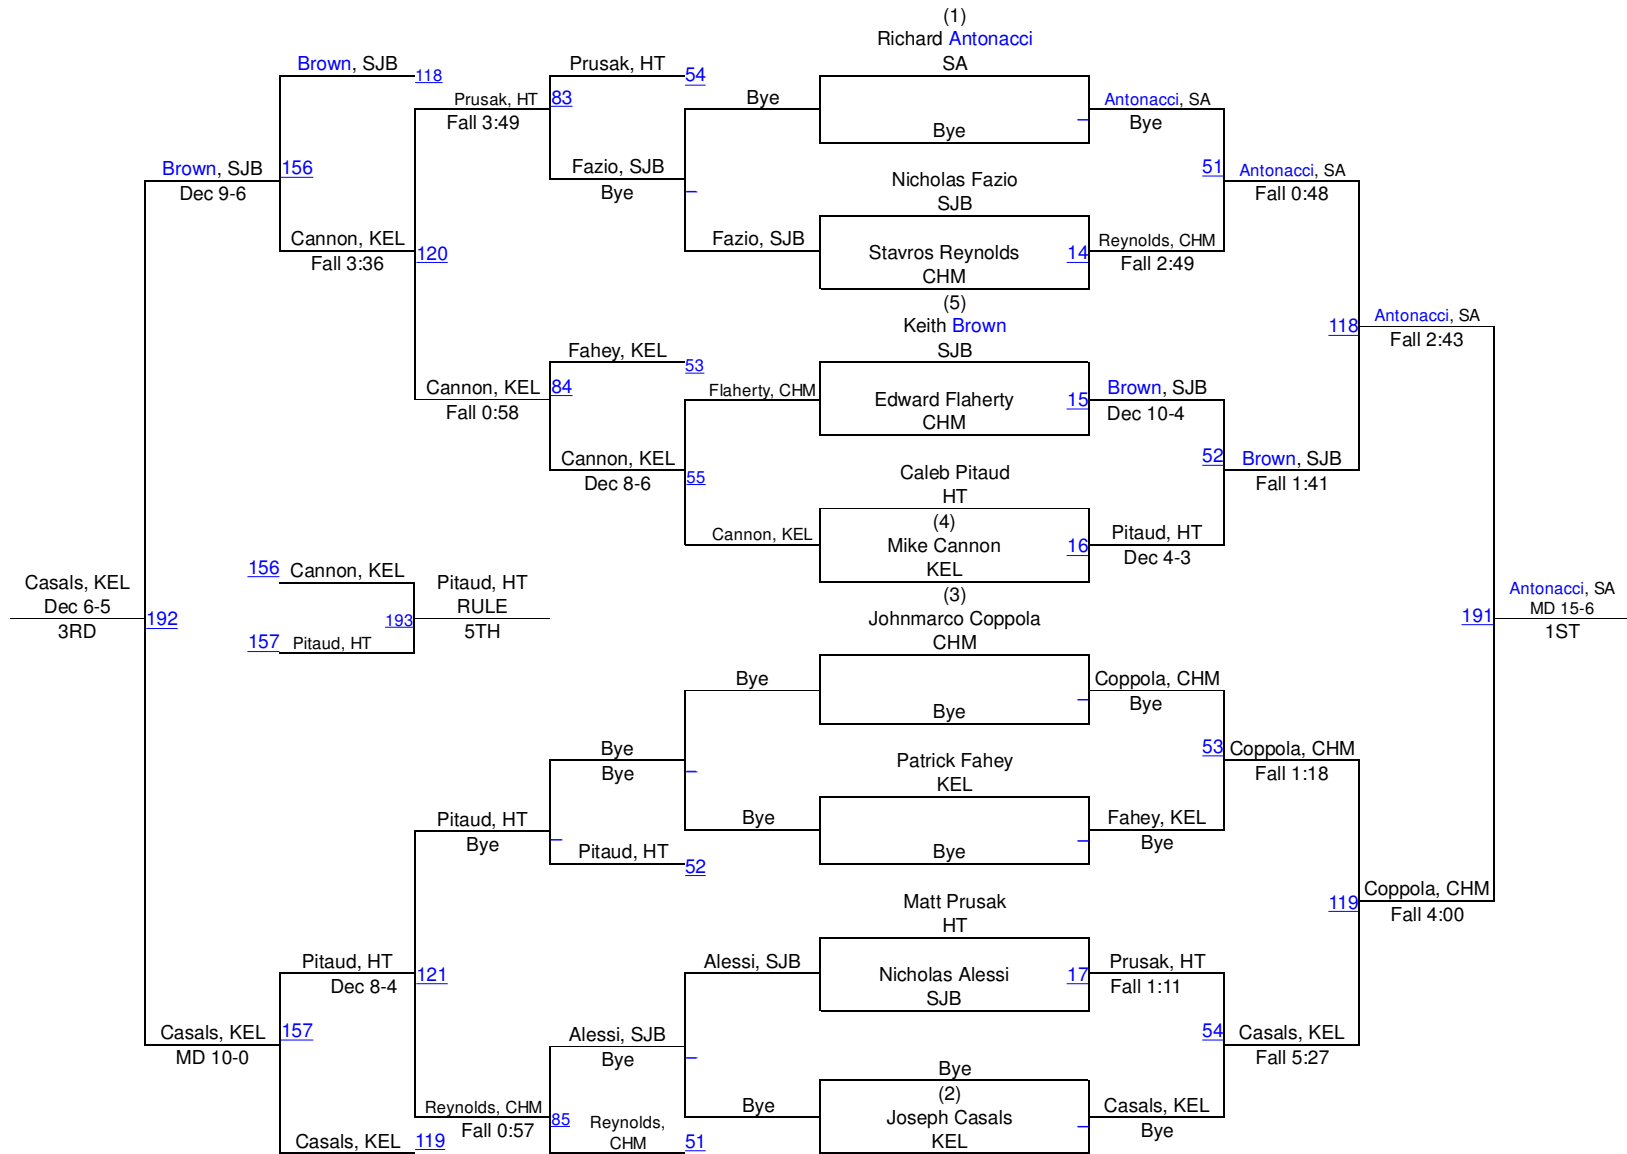 (1)
Richard Antonacci
SA
Brown, SJB
118
Prusak, HT
54
Prusak, HT
83
Fall 3:49
Bye
Bye
Antonacci, SA
Bye
Brown, SJB
156
Dec 9-6
Fazio, SJB
Bye
Nicholas Fazio
SJB
51
Antonacci, SA
Fall 0:48
Cannon, KEL
120
Fall 3:36
Fazio, SJB
Stavros Reynolds
CHM
14
Reynolds, CHM
Fall 2:49
(5)
Keith Brown
SJB
118
Antonacci, SA
Fall 2:43
Fahey, KEL
53
Cannon, KEL
84
Fall 0:58
Flaherty, CHM
Edward Flaherty
CHM
15
Brown, SJB
Dec 10-4
Cannon, KEL
Dec 8-6
55
Caleb Pitaud
HT
52
Brown, SJB
Fall 1:41
Cannon, KEL
(4)
Mike Cannon
KEL
16
Pitaud, HT
Dec 4-3
156
Cannon, KEL
Casals, KEL
Dec 6-5
3RD
192
157
Pitaud, HT
193
Pitaud, HT
RULE
5TH
(3)
Johnmarco Coppola
CHM
191
Antonacci, SA
MD 15-6
1ST
Bye
Bye
Coppola, CHM
Bye
Bye
Bye
Patrick Fahey
KEL
53
Coppola, CHM
Fall 1:18
Pitaud, HT
Bye
Bye
Bye
Fahey, KEL
Bye
Pitaud, HT
52
Matt Prusak
HT
119
Coppola, CHM
Fall 4:00
Pitaud, HT
Dec 8-4
121
Alessi, SJB
Nicholas Alessi
SJB
17
Prusak, HT
Fall 1:11
Casals, KEL
MD 10-0
157
Alessi, SJB
Bye
Bye
54
Casals, KEL
Fall 5:27
Reynolds, CHM
Fall 0:57
85
Reynolds,
CHM
51
Bye
(2)
Joseph Casals
KEL
Casals, KEL
Bye
Casals, KEL
119